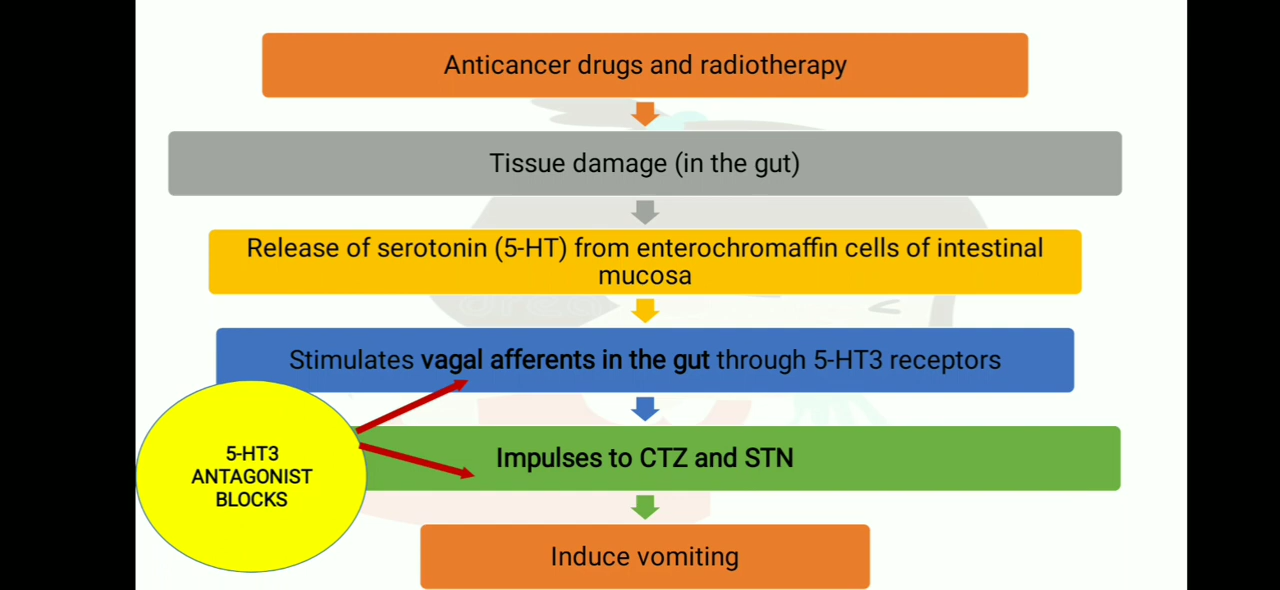 Anticancer drugs and radiotherapy
Tissue damage (in the gut)
Release of serotonin (5-HT) from enterochromaffin cells of intestinal
mucosa
Stimulates vagal afferents in the gut through 5-HT3 receptors
5-HT3
ANTAGONIST
BLOCKS
Impulses to CTZ and STN
Induce vomiting